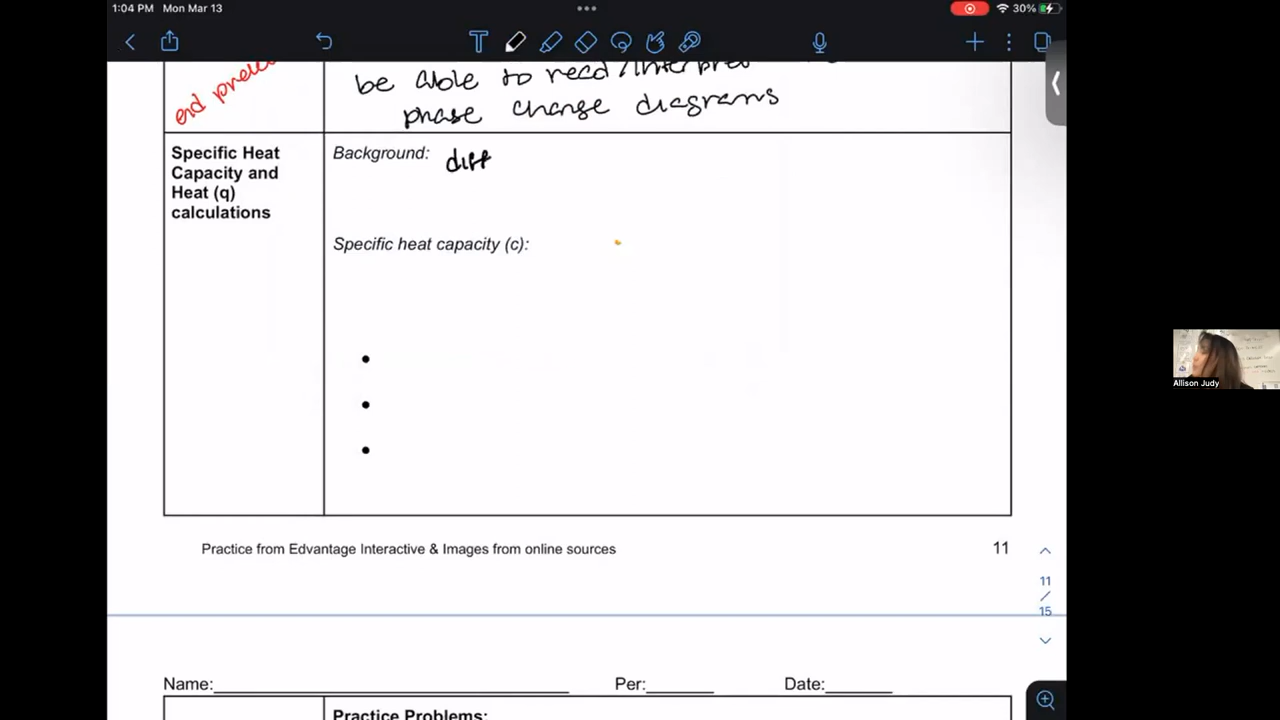 1:04 PM Mon Mar 13
30%
be able to read/interpret
end
phase change diagrams
Specific Heat
Capacity and
Heat (q)
calculations
Background: diff
Specific heat capacity (c):
Allison Judy
Practice from Edvantage Interactive & Images from online sources
11
11
/
15
Name:
Per:
Date:
Practice Problems: